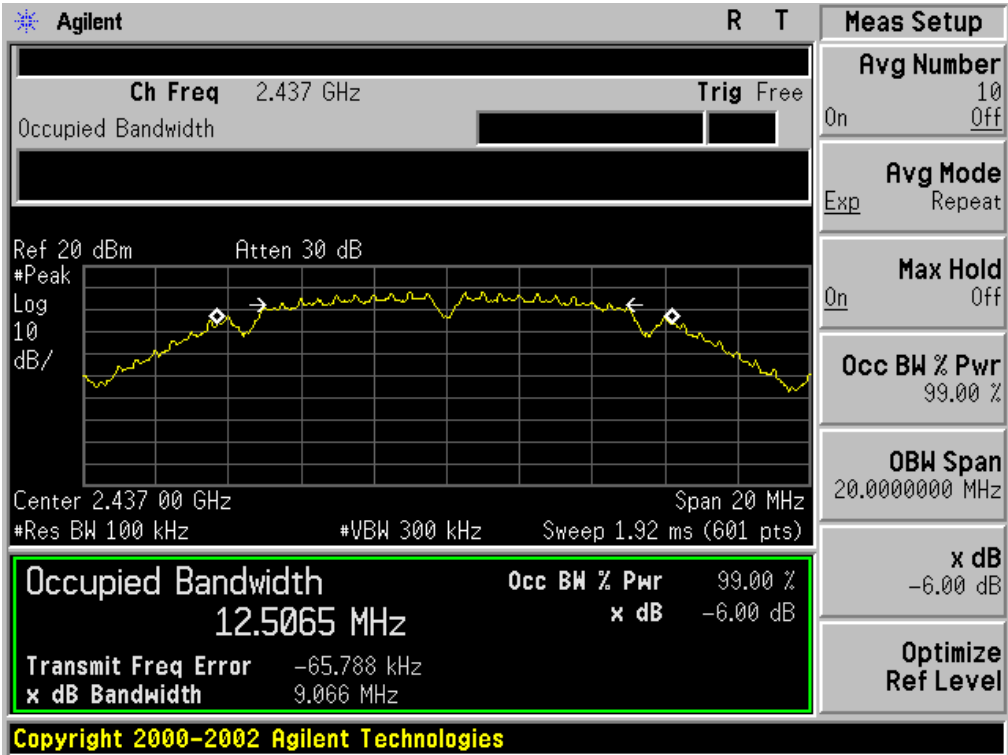 Agilent R T
Ch Freq 2.437 GHz Trig Free
Occupied Bandwidth
Ref 20 dBm Atten 30 dB
#Peak
Log
10
dB/
Center 2.437 00 GHz Span 20 MHz
#Res BW 100 kHz #VBW 300 kHz Sweep 1.92 ms (601 pts)
Occupied Bandwidth
12.5065 MHz
Occ BW % Pwr 99.00 %
x dB -6.00 dB
Transmit Freq Error -65.788 kHz
x dB Bandwidth 9.066 MHz
Copyright 2000-2002 Agilent Technologies
Meas Setup
Avg Number
10
On Off
Avg Mode
Exp Repeat
Max Hold
On Off
Occ BW % Pwr
99.00 %
OBW Span
20.0000000 MHz
x dB
-6.00 dB
Optimize
Ref Level